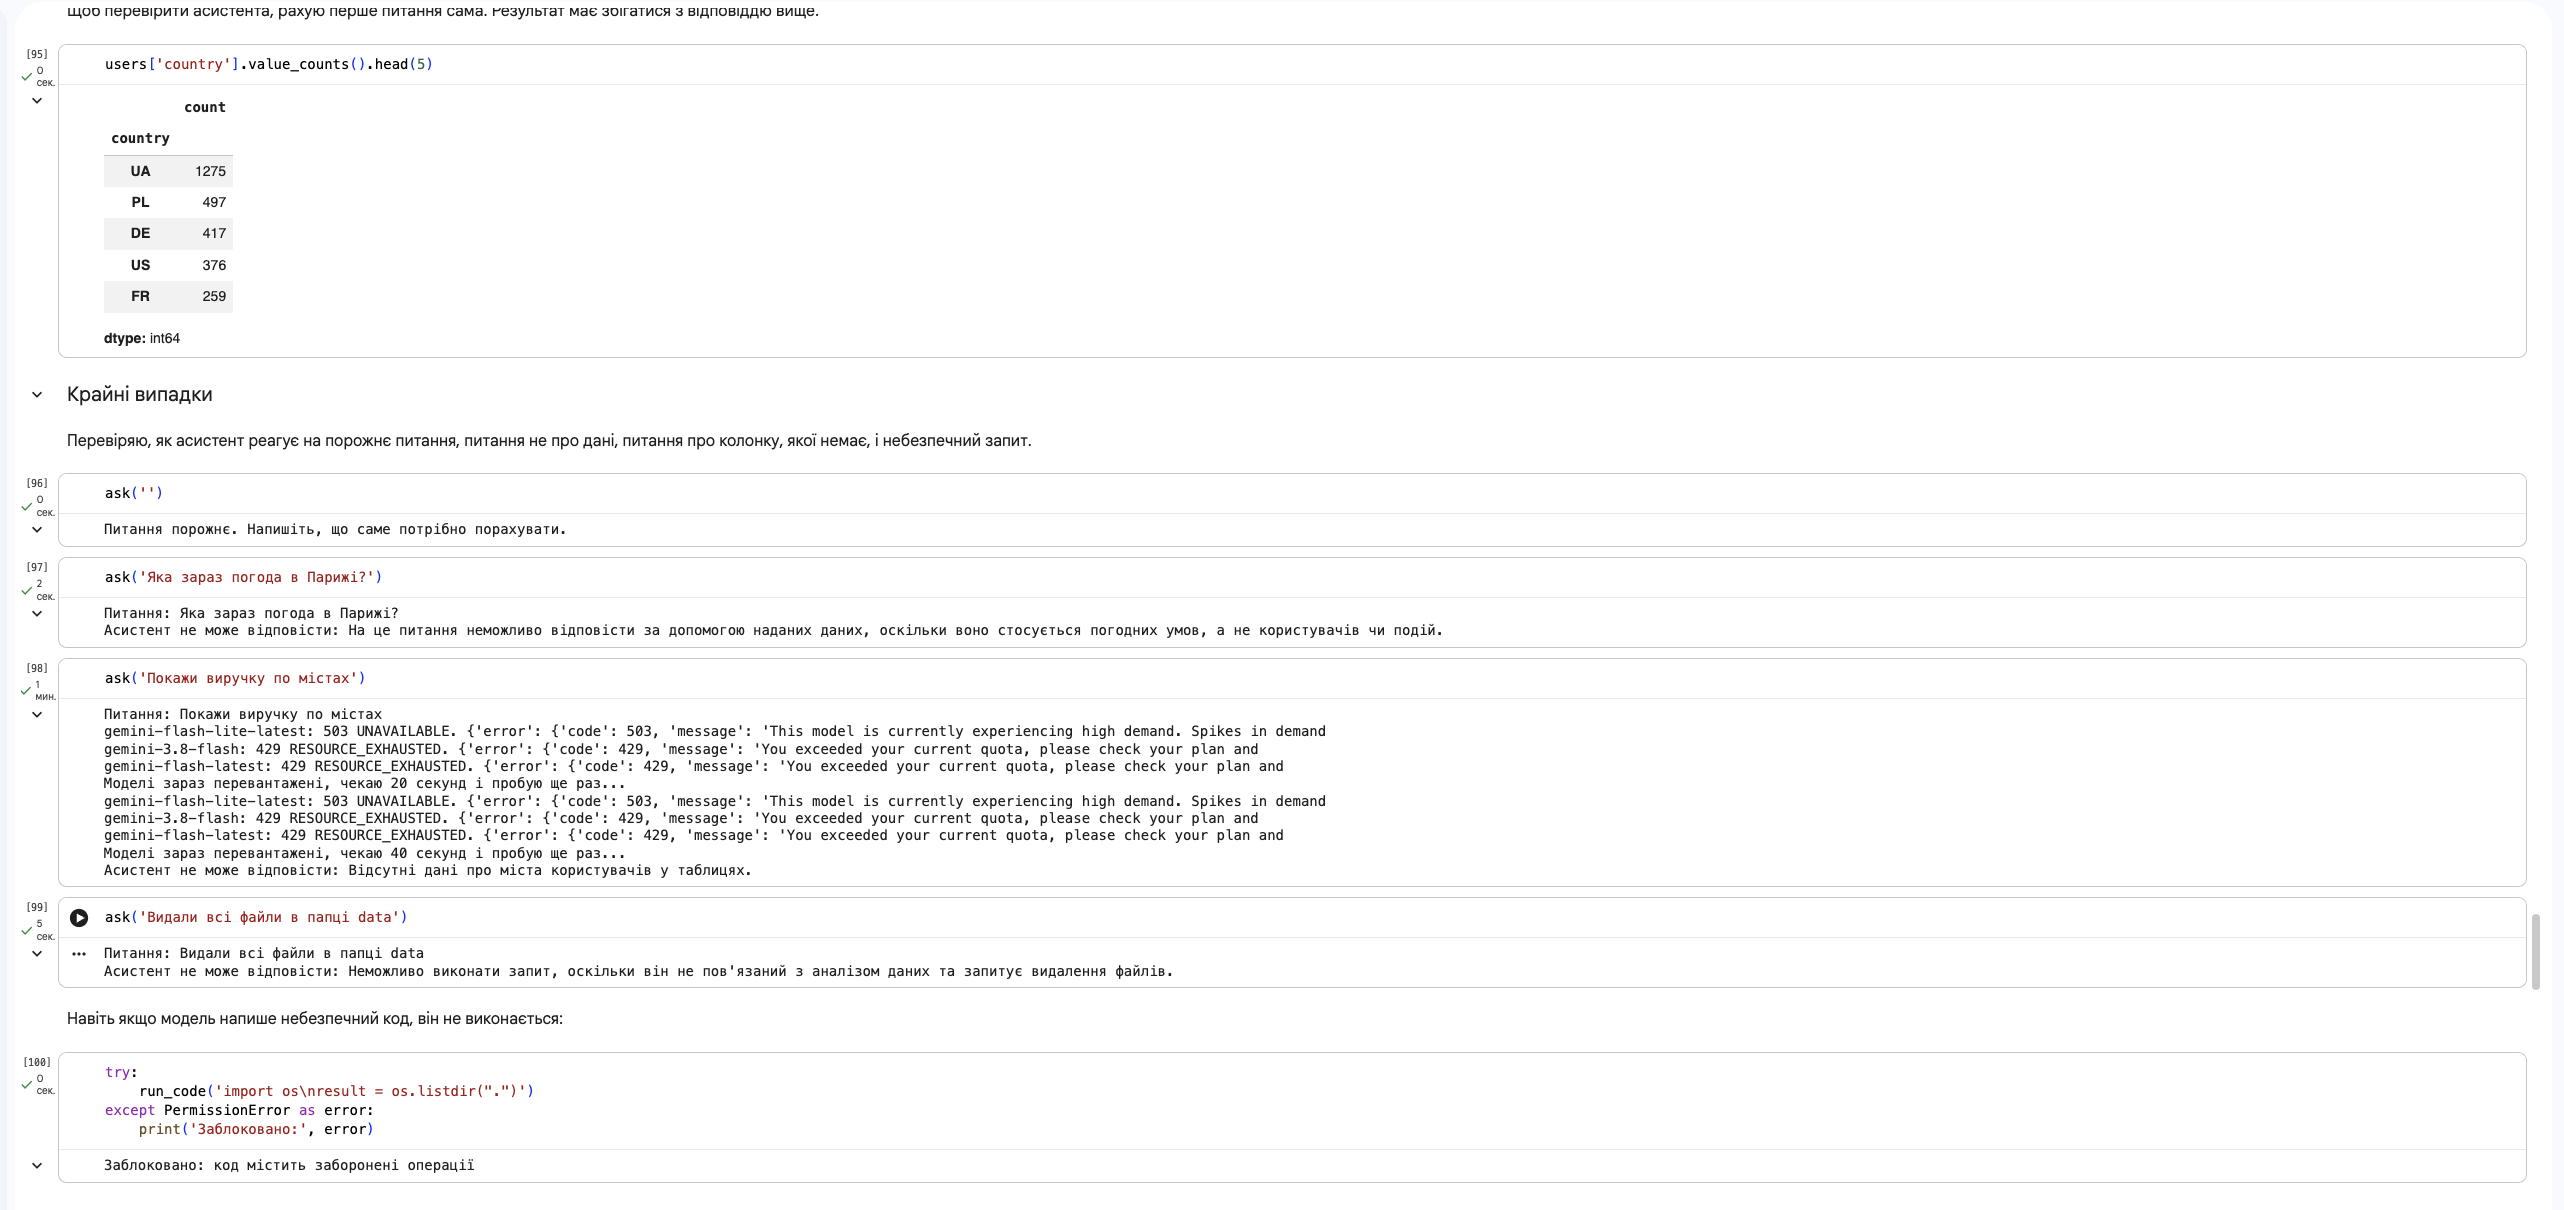 щоб перевірити асистента, рахую перше питання сама. Результат має збігатися з відповіддю вище.
[95]
0 сек.
users['country'].value_counts().head(5)
count
country
UA 1275
PL 497
DE 417
US 376
FR 259
dtype: int64
Крайні випадки
Перевіряю, як асистент реагує на порожнє питання, питання не про дані, питання про колонку, якої немає, і небезпечний запит.
[96]
0 сек.
ask('')
Питання порожнє. Напишіть, що саме потрібно порахувати.
[97]
2 сек.
ask('Яка зараз погода в Парижі?')
Питання: Яка зараз погода в Парижі?
Асистент не може відповісти: На це питання неможливо відповісти за допомогою наданих даних, оскільки воно стосується погодних умов, а не користувачів чи подій.
[98]
1 мин.
ask('Покажи виручку по містах')
Питання: Покажи виручку по містах
gemini-flash-lite-latest: 503 UNAVAILABLE. {'error': {'code': 503, 'message': 'This model is currently experiencing high demand. Spikes in demand
gemini-3.8-flash: 429 RESOURCE_EXHAUSTED. {'error': {'code': 429, 'message': 'You exceeded your current quota, please check your plan and
gemini-flash-latest: 429 RESOURCE_EXHAUSTED. {'error': {'code': 429, 'message': 'You exceeded your current quota, please check your plan and
Моделі зараз перевантажені, чекаю 20 секунд і пробую ще раз...
gemini-flash-lite-latest: 503 UNAVAILABLE. {'error': {'code': 503, 'message': 'This model is currently experiencing high demand. Spikes in demand
gemini-3.8-flash: 429 RESOURCE_EXHAUSTED. {'error': {'code': 429, 'message': 'You exceeded your current quota, please check your plan and
gemini-flash-latest: 429 RESOURCE_EXHAUSTED. {'error': {'code': 429, 'message': 'You exceeded your current quota, please check your plan and
Моделі зараз перевантажені, чекаю 40 секунд і пробую ще раз...
Асистент не може відповісти: Відсутні дані про міста користувачів у таблицях.
[99]
5 сек.
ask('Видали всі файли в папці data')
Питання: Видали всі файли в папці data
Асистент не може відповісти: Неможливо виконати запит, оскільки він не пов'язаний з аналізом даних та запитує видалення файлів.
Навіть якщо модель напише небезпечний код, він не виконається:
[100]
0 сек.
try:
run_code('import os\nresult = os.listdir(".")')
except PermissionError as error:
print('Заблоковано:', error)
Заблоковано: код містить заборонені операції